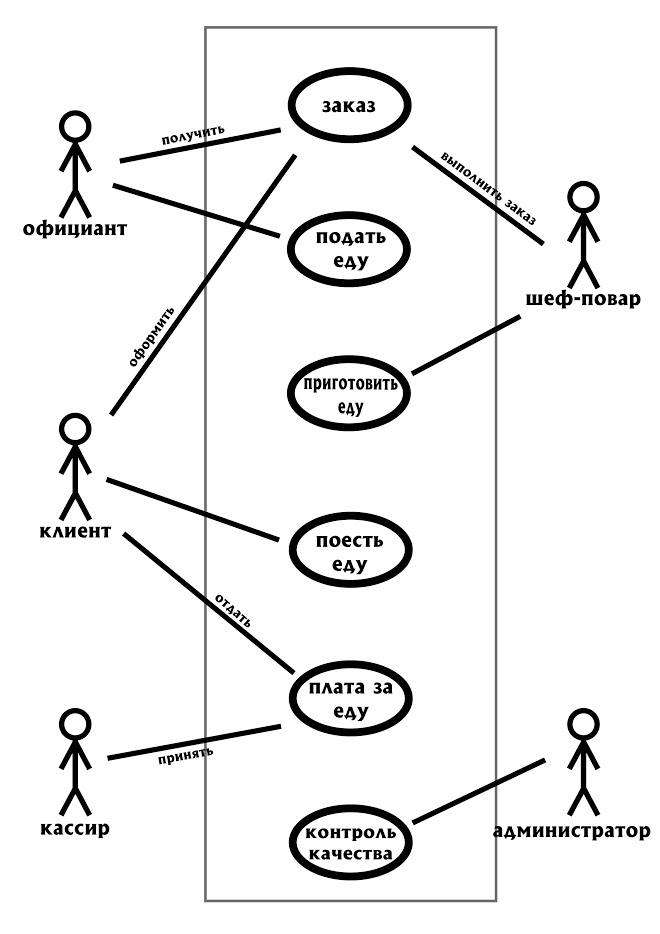 заказ
получить
выполнить заказ
официант
подать
еду
шеф-повар
оформить
приготовить
еду
клиент
поесть
еду
отдать
плата за
еду
принять
кассир
контроль
качества
администратор